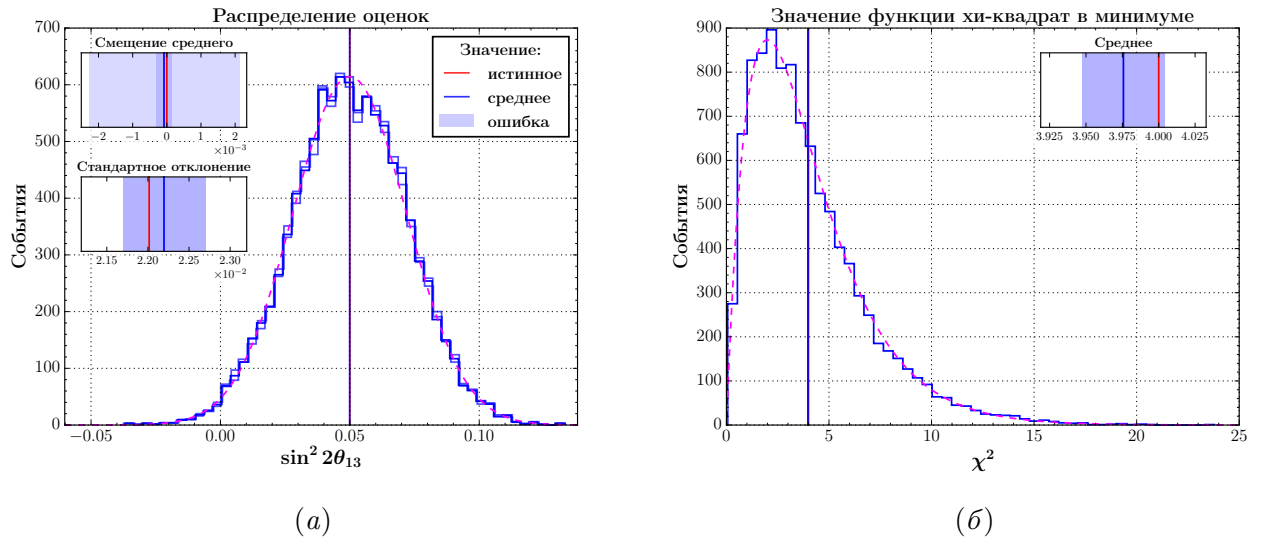 Распределение оценок
700
600
500
400
300
200
100
0
События
Смещение среднего
−2 −1 0 1 2
×10⁻³
Стандартное отклонение
2.15 2.20 2.25 2.30
×10⁻²
Значение:
истинное
среднее
ошибка
−0.05 0.00 0.05 0.10
sin² 2θ₁₃
(а)
Значение функции хи-квадрат в минимуме
900
800
700
600
500
400
300
200
100
0
События
Среднее
3.925 3.950 3.975 4.000 4.025
0 5 10 15 20 25
χ²
(б)